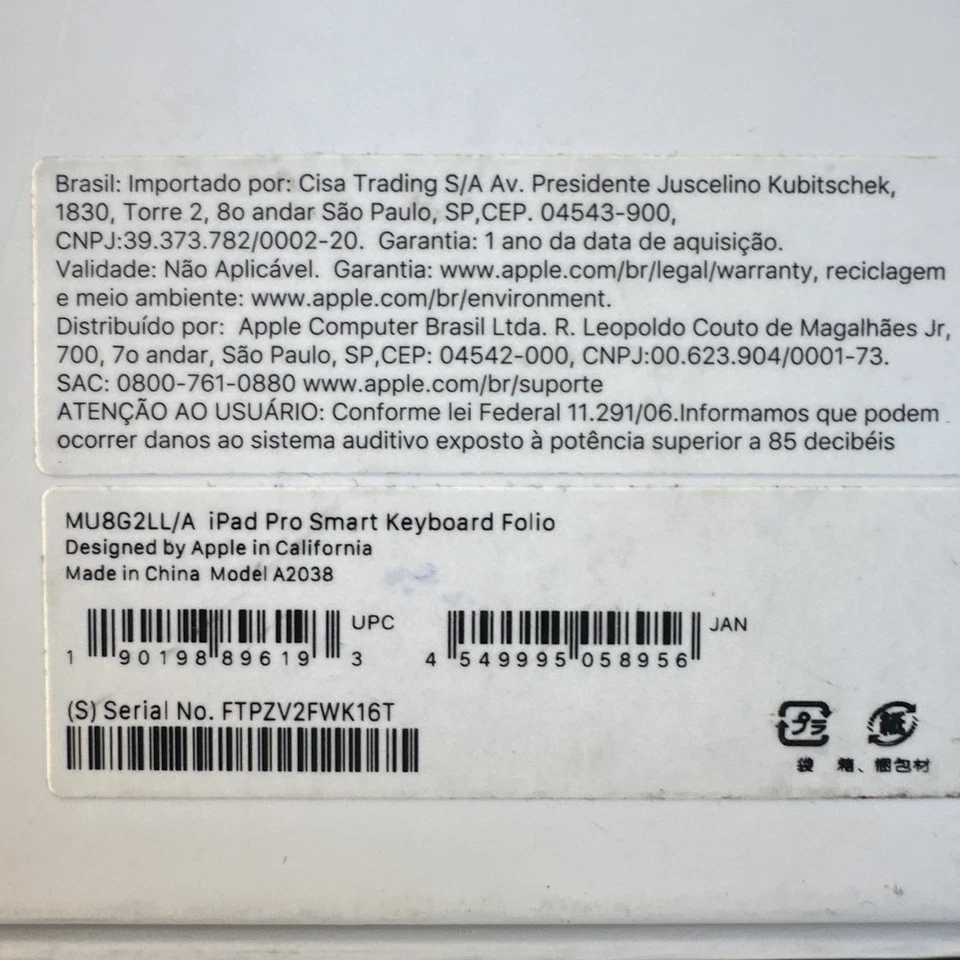 Brasil: Importado por: Cisa Trading S/A Av. Presidente Juscelino Kubitschek,
1830, Torre 2, 8o andar São Paulo, SP,CEP. 04543-900,
CNPJ:39.373.782/0002-20. Garantia: 1 ano da data de aquisição.
Validade: Não Aplicável. Garantia: www.apple.com/br/legal/warranty, reciclagem
e meio ambiente: www.apple.com/br/environment.
Distribuído por: Apple Computer Brasil Ltda. R. Leopoldo Couto de Magalhães Jr,
700, 7o andar, São Paulo, SP,CEP: 04542-000, CNPJ:00.623.904/0001-73.
SAC: 0800-761-0880 www.apple.com/br/suporte
ATENÇÃO AO USUÁRIO: Conforme lei Federal 11.291/06.Informamos que podem
ocorrer danos ao sistema auditivo exposto à potência superior a 85 decibéis
MU8G2LL/A iPad Pro Smart Keyboard Folio
Designed by Apple in California
Made in China Model A2038
UPC JAN
1 90198 89619 3 4 549995 058956
(S) Serial No. FTPZV2FWK16T
プラ 紙
袋 箱、梱包材